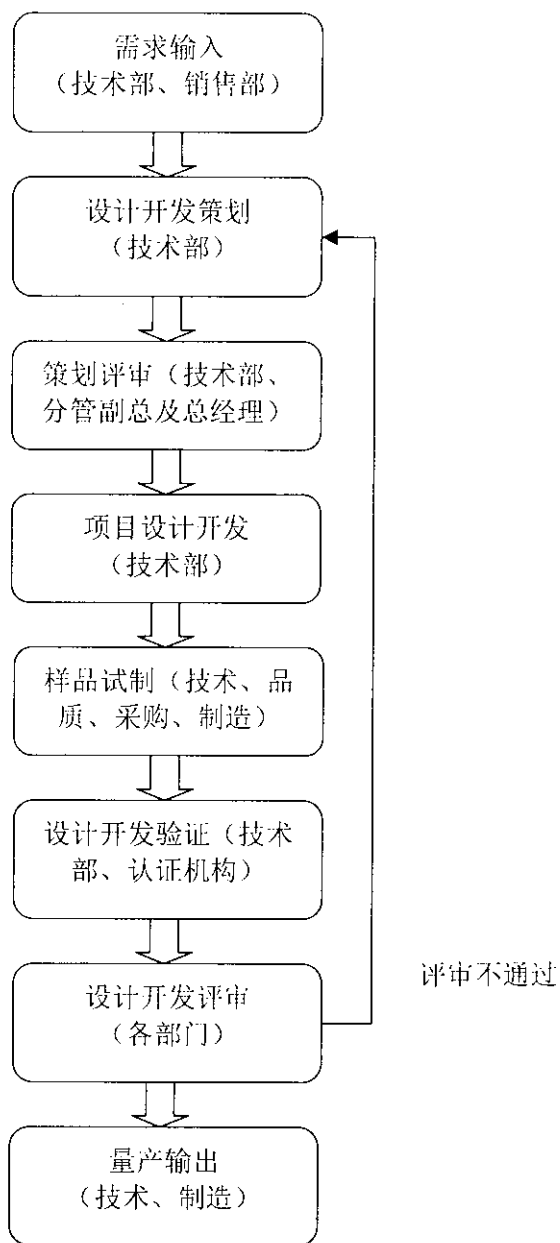 需求输入
（技术部、销售部）
设计开发策划
（技术部）
策划评审（技术部、
分管副总及总经理）
项目设计开发
（技术部）
样品试制（技术、品
质、采购、制造）
设计开发验证（技术
部、认证机构）
设计开发评审
（各部门）
评审不通过
量产输出
（技术、制造）